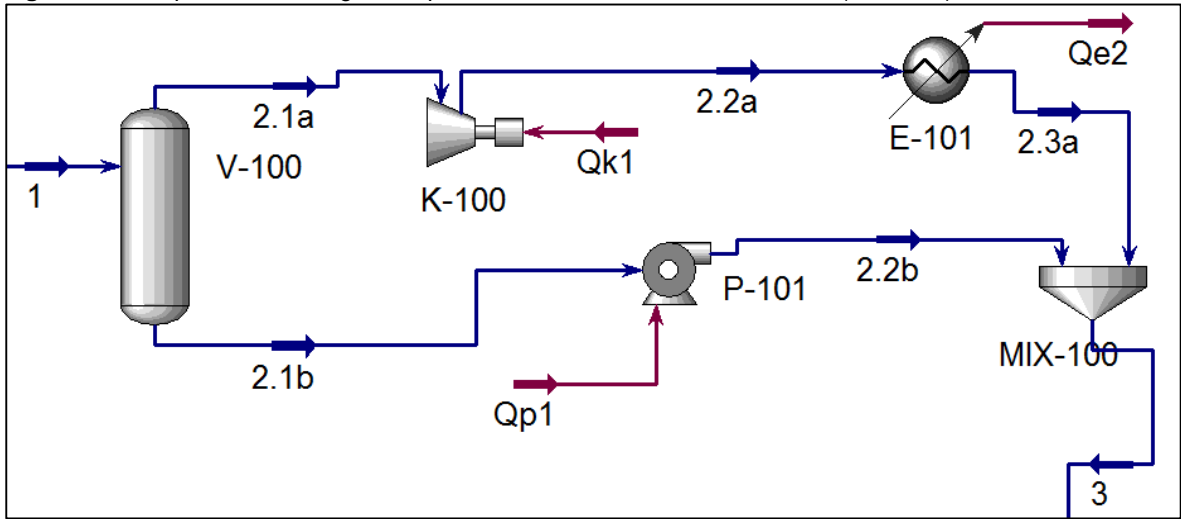 Qe2
2.1a
2.2a
E-101
2.3a
V-100
Qk1
1
K-100
2.2b
P-101
MIX-100
2.1b
Qp1
3